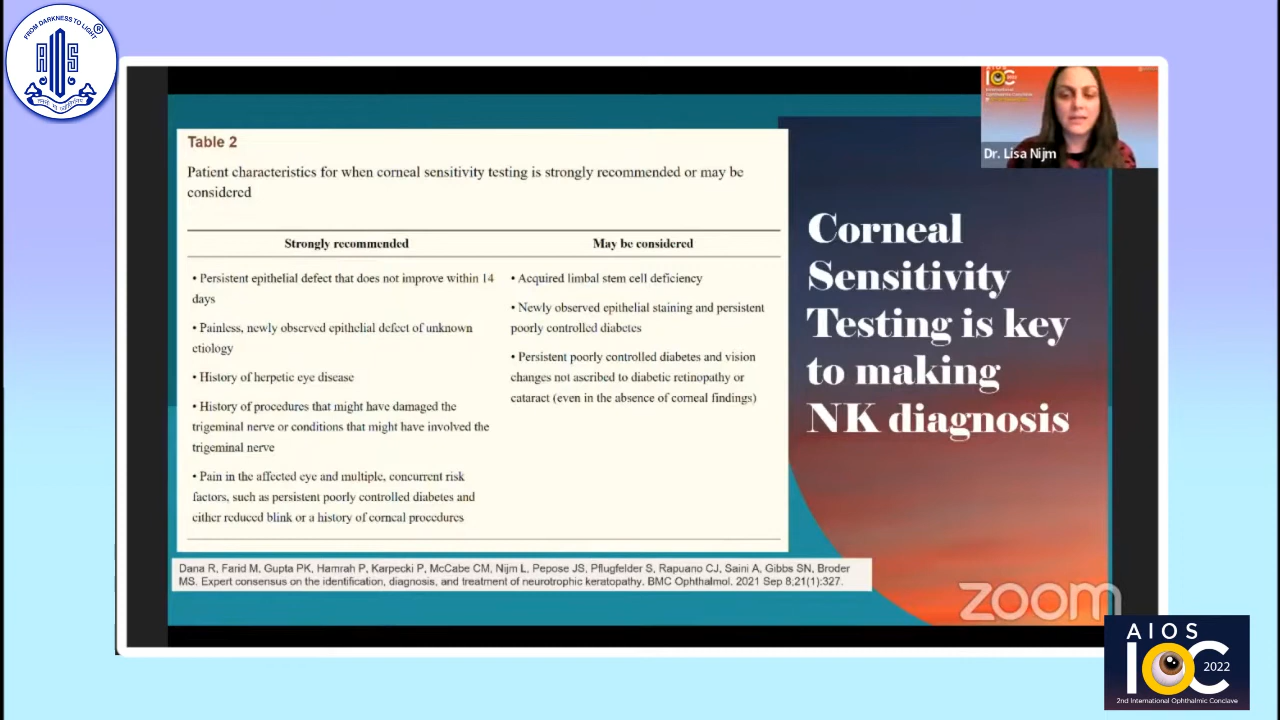 FROM DARKNESS TO LIGHT
®
AIOS
Table 2
Patient characteristics for when corneal sensitivity testing is strongly recommended or may be
considered
Strongly recommended
• Persistent epithelial defect that does not improve within 14
days
• Painless, newly observed epithelial defect of unknown
etiology
• History of herpetic eye disease
• History of procedures that might have damaged the
trigeminal nerve or conditions that might have involved the
trigeminal nerve
• Pain in the affected eye and multiple, concurrent risk
factors, such as persistent poorly controlled diabetes and
either reduced blink or a history of corneal procedures
May be considered
• Acquired limbal stem cell deficiency
• Newly observed epithelial staining and persistent
poorly controlled diabetes
• Persistent poorly controlled diabetes and vision
changes not ascribed to diabetic retinopathy or
cataract (even in the absence of corneal findings)
Dana R, Farid M, Gupta PK, Hamrah P, Karpecki P, McCabe CM, Nijm L, Pepose JS, Pflugfelder S, Rapuano CJ, Saini A, Gibbs SN, Broder
MS. Expert consensus on the identification, diagnosis, and treatment of neurotrophic keratopathy. BMC Ophthalmol. 2021 Sep 8;21(1):327.
Corneal
Sensitivity
Testing is key
to making
NK diagnosis
AIOS
IOC
Dr. Lisa Nijm
zoom
AIOS
IOC
2022
2nd International Ophthalmic Conclave